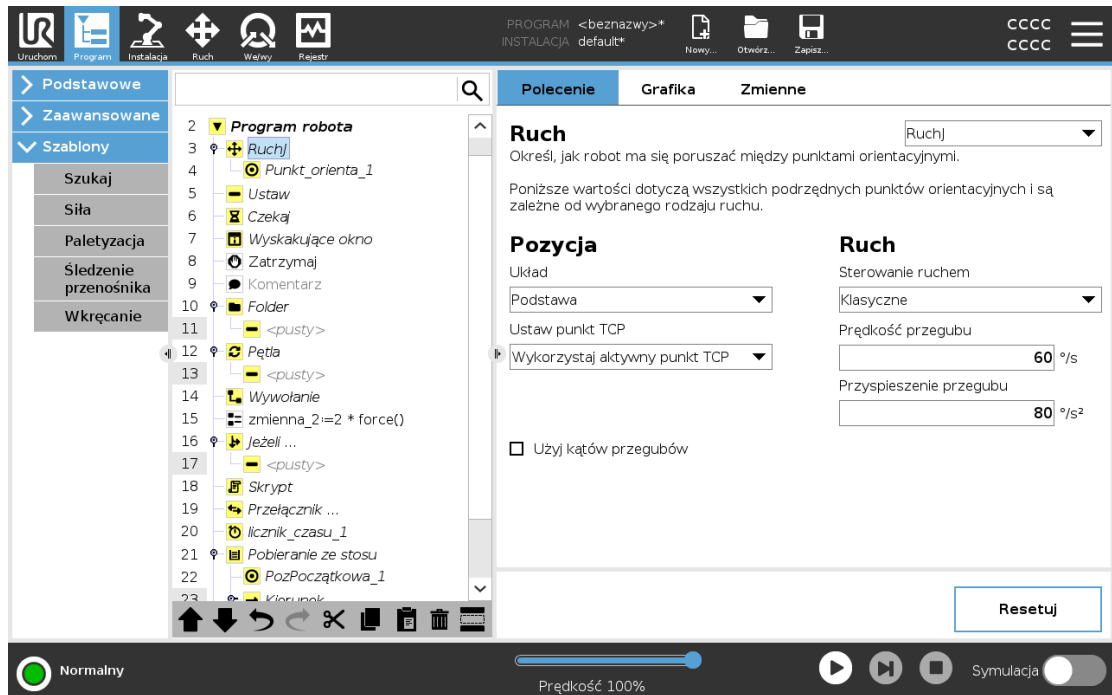 PROGRAM <beznazwy>*
INSTALACJA default*
Uruchom
Program
Instalacja
Ruch
We/wy
Rejestr
Nowy...
Otwórz...
Zapisz...
CCCC
CCCC
Podstawowe
Zaawansowane
Szablony
Szukaj
Siła
Paletyzacja
Śledzenie
przenośnika
Wkręcanie
2 Program robota
3 RuchJ
4 Punkt_orienta_1
5 Ustaw
6 Czekaj
7 Wyskakujące okno
8 Zatrzymaj
9 Komentarz
10 Folder
11 <pusty>
12 Pętla
13 <pusty>
14 Wywołanie
15 zmienna_2≔2 * force()
16 Jeżeli ...
17 <pusty>
18 Skrypt
19 Przełącznik ...
20 licznik_czasu_1
21 Pobieranie ze stosu
22 PozPoczątkowa_1
23 Kierunek
Polecenie
Grafika
Zmienne
Ruch
RuchJ
Określ, jak robot ma się poruszać między punktami orientacyjnymi.
Poniższe wartości dotyczą wszystkich podrzędnych punktów orientacyjnych i są
zależne od wybranego rodzaju ruchu.
Pozycja
Układ
Podstawa
Ustaw punkt TCP
Wykorzystaj aktywny punkt TCP
Użyj kątów przegubów
Ruch
Sterowanie ruchem
Klasyczne
Prędkość przegubu
60 °/s
Przyspieszenie przegubu
80 °/s²
Resetuj
Normalny
Prędkość 100%
Symulacja